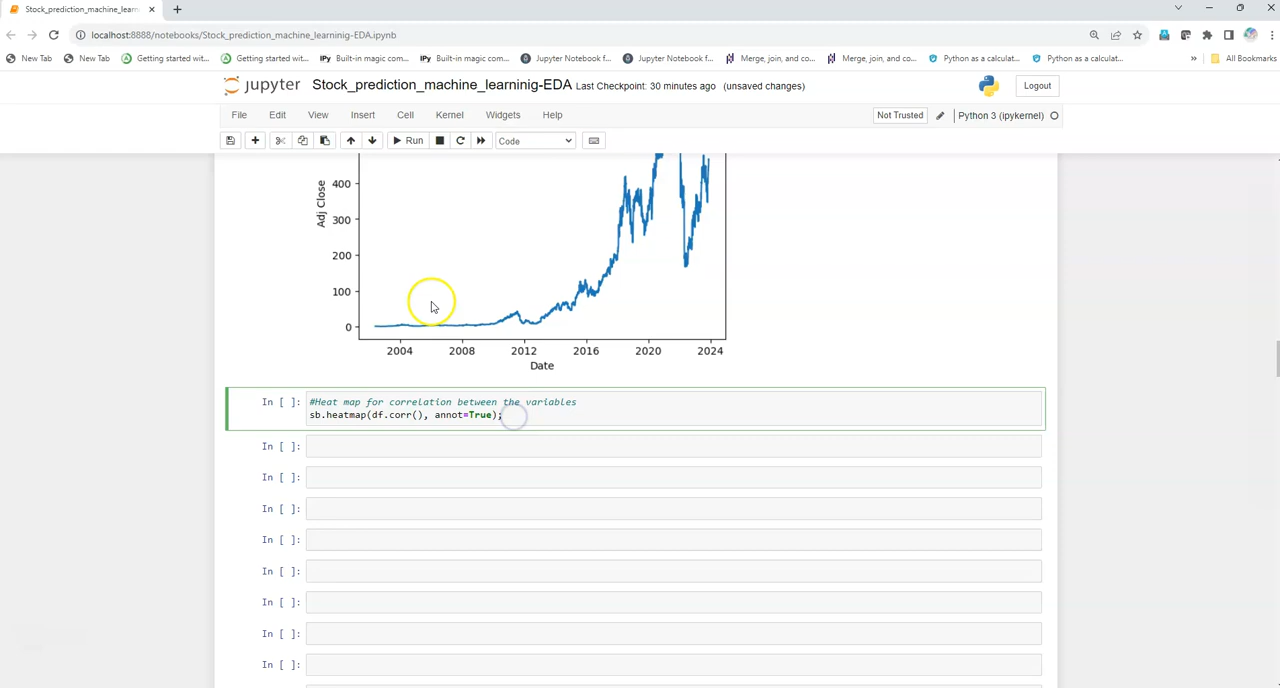 Stock_prediction_machine_learn
localhost:8888/notebooks/Stock_prediction_machine_learninig-EDA.ipynb
New Tab
New Tab
Getting started wit...
Getting started wit...
IPy Built-in magic com...
IPy Built-in magic com...
Jupyter Notebook f...
Jupyter Notebook f...
Merge, join, and co...
Merge, join, and co...
Python as a calculat...
Python as a calculat...
»
All Bookmarks
jupyter Stock_prediction_machine_learninig-EDA Last Checkpoint: 30 minutes ago (unsaved changes)
Logout
File Edit View Insert Cell Kernel Widgets Help
Not Trusted
Python 3 (ipykernel)
Run
Code
Adj Close
400
300
200
100
0
2004 2008 2012 2016 2020 2024
Date
In [ ]: #Heat map for correlation between the variables
sb.heatmap(df.corr(), annot=True);
In [ ]:
In [ ]:
In [ ]:
In [ ]:
In [ ]:
In [ ]:
In [ ]:
In [ ]: